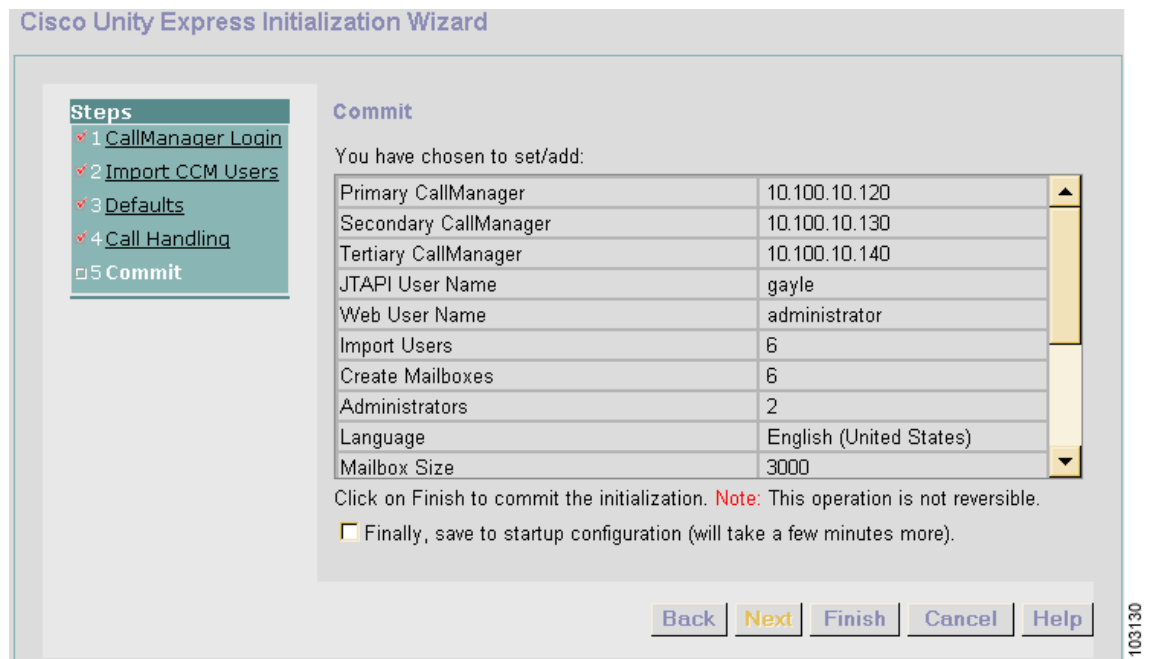 Cisco Unity Express Initialization Wizard
Steps
1 CallManager Login
2 Import CCM Users
3 Defaults
4 Call Handling
5 Commit
Commit
You have chosen to set/add:
Primary CallManager 10.100.10.120
Secondary CallManager 10.100.10.130
Tertiary CallManager 10.100.10.140
JTAPI User Name gayle
Web User Name administrator
Import Users 6
Create Mailboxes 6
Administrators 2
Language English (United States)
Mailbox Size 3000
Click on Finish to commit the initialization. Note: This operation is not reversible.
Finally, save to startup configuration (will take a few minutes more).
Back Next Finish Cancel Help
103130